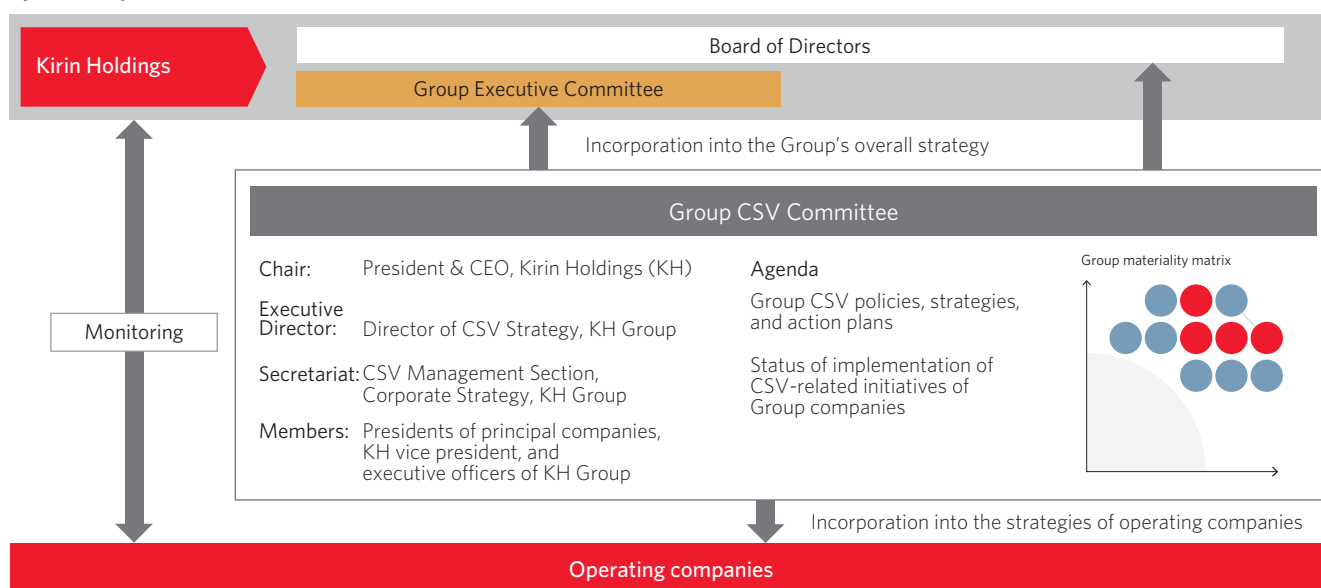 Kirin Holdings
Board of Directors
Group Executive Committee
Incorporation into the Group's overall strategy
Monitoring
Group CSV Committee
Chair: President & CEO, Kirin Holdings (KH)
Executive
Director: Director of CSV Strategy, KH Group
Secretariat: CSV Management Section,
Corporate Strategy, KH Group
Members: Presidents of principal companies,
KH vice president, and
executive officers of KH Group
Agenda
Group CSV policies, strategies,
and action plans
Status of implementation of
CSV-related initiatives of
Group companies
Group materiality matrix
Incorporation into the strategies of operating companies
Operating companies